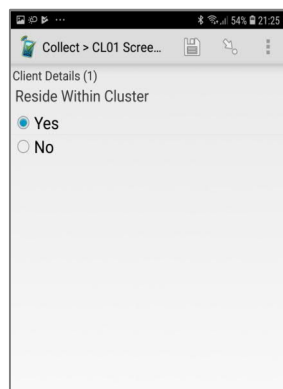 54% 21:25
Collect > CL01 Scree...
Client Details (1)
Reside Within Cluster
Yes
No